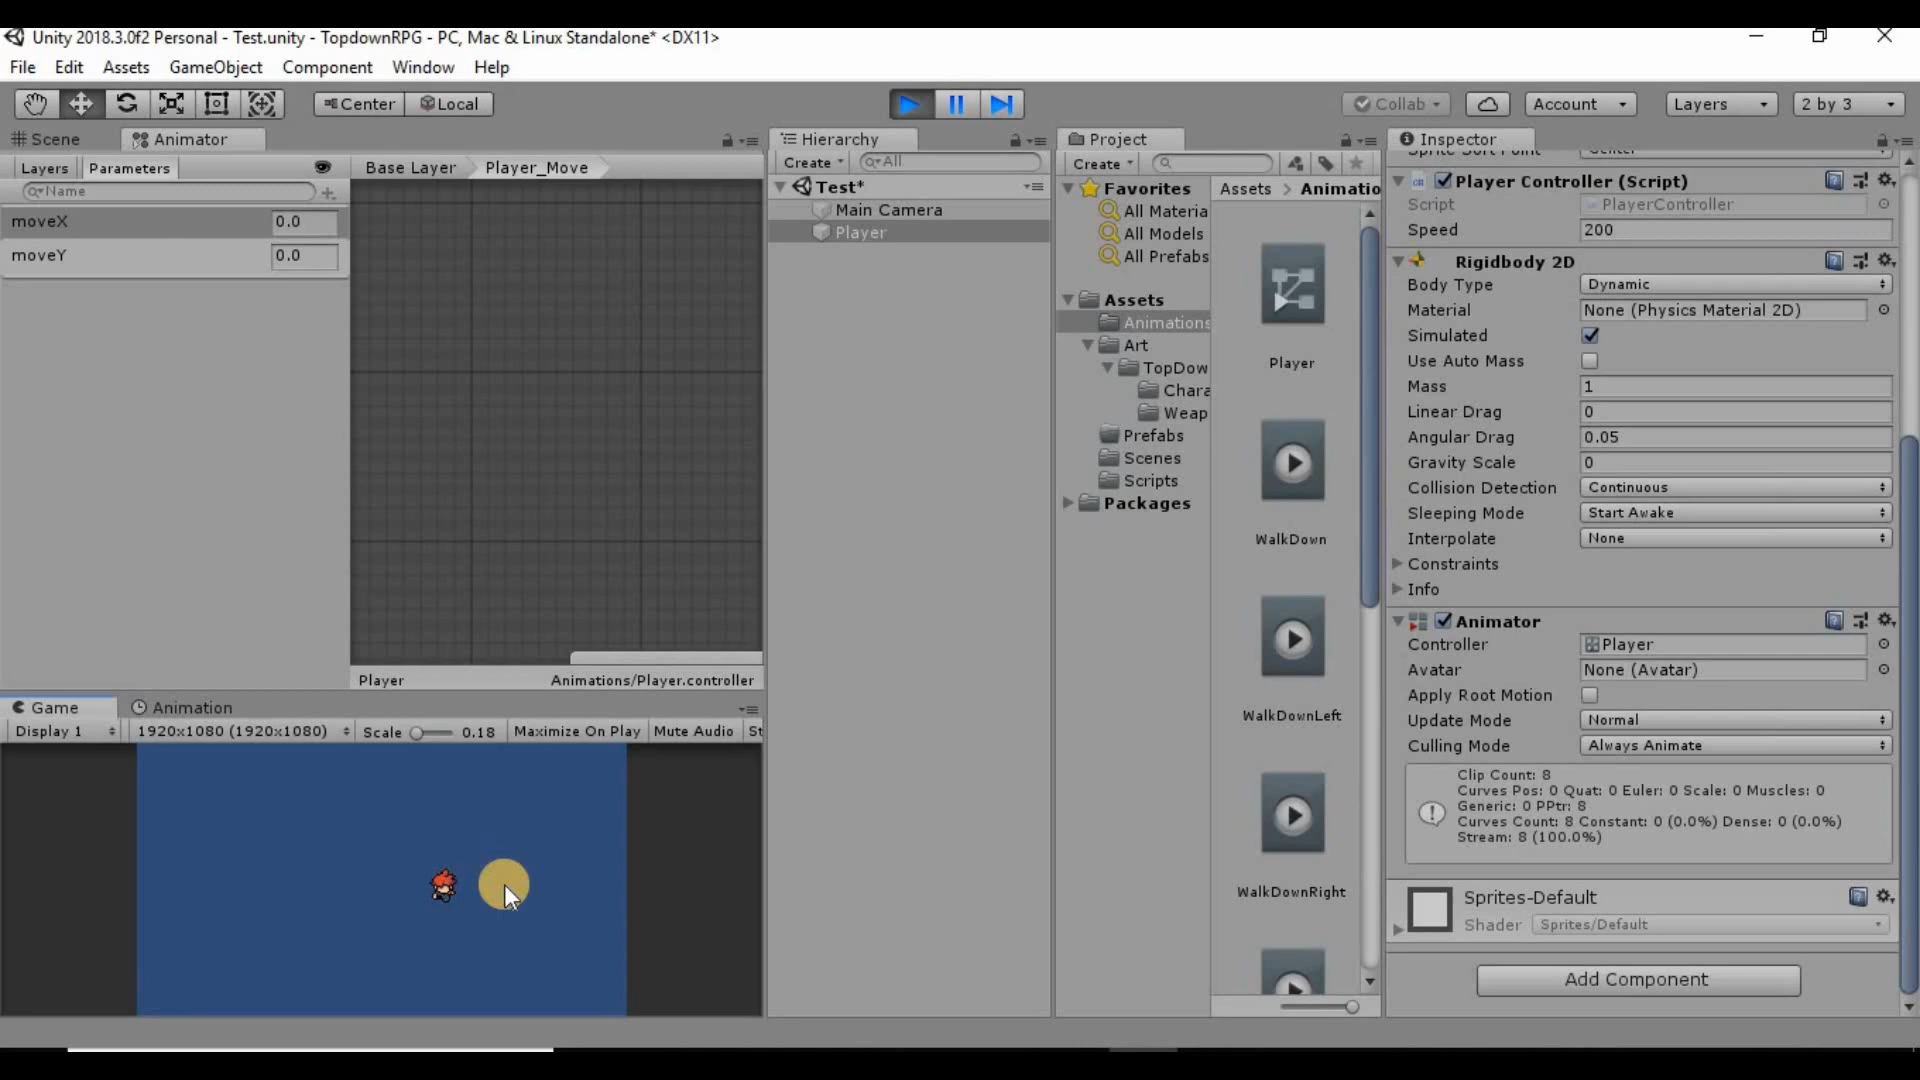 Unity 2018.3.0f2 Personal - Test.unity - TopdownRPG - PC, Mac & Linux Standalone* <DX11>
File Edit Assets GameObject Component Window Help
Center Local Collab Account Layers 2 by 3
Scene Animator
Layers Parameters Base Layer Player_Move
Name
moveX 0.0
moveY 0.0
Player Animations/Player.controller
Game Animation
Display 1 1920x1080 (1920x1080) Scale 0.18 Maximize On Play Mute Audio St
Hierarchy
Create All
Test*
Main Camera
Player
Project
Create
Favorites
All Materia
All Models
All Prefabs
Assets
Animations
Art
TopDow
Chara
Weap
Prefabs
Scenes
Scripts
Packages
Assets > Animatio
Player
WalkDown
WalkDownLeft
WalkDownRight
Inspector
Player Controller (Script)
Script PlayerController
Speed 200
Rigidbody 2D
Body Type Dynamic
Material None (Physics Material 2D)
Simulated
Use Auto Mass
Mass 1
Linear Drag 0
Angular Drag 0.05
Gravity Scale 0
Collision Detection Continuous
Sleeping Mode Start Awake
Interpolate None
Constraints
Info
Animator
Controller Player
Avatar None (Avatar)
Apply Root Motion
Update Mode Normal
Culling Mode Always Animate
Clip Count: 8
Curves Pos: 0 Quat: 0 Euler: 0 Scale: 0 Muscles: 0
Generic: 0 PPtr: 8
Curves Count: 8 Constant: 0 (0.0%) Dense: 0 (0.0%)
Stream: 8 (100.0%)
Sprites-Default
Shader Sprites/Default
Add Component